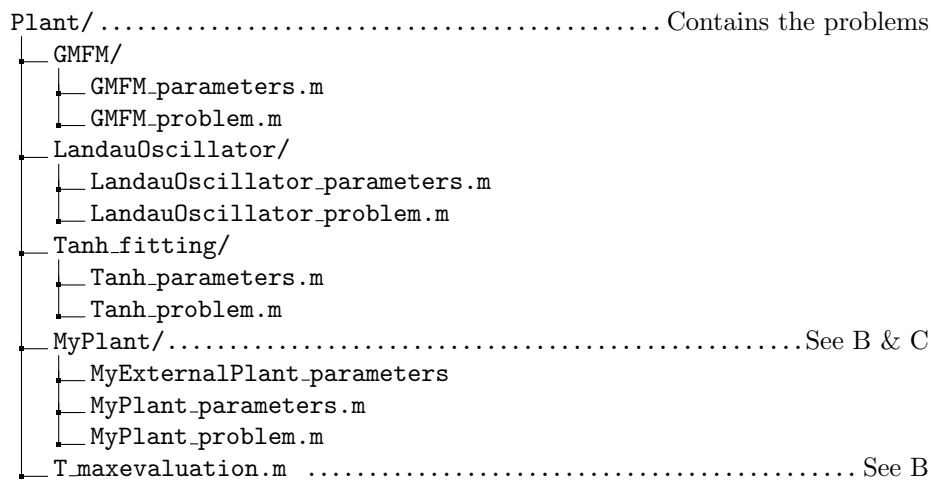 Plant/ ............................................. Contains the problems
GMFM/
GMFM_parameters.m
GMFM_problem.m
LandauOscillator/
LandauOscillator_parameters.m
LandauOscillator_problem.m
Tanh_fitting/
Tanh_parameters.m
Tanh_problem.m
MyPlant/ ................................................... See B & C
MyExternalPlant_parameters
MyPlant_parameters.m
MyPlant_problem.m
T_maxevaluation.m ............................................ See B